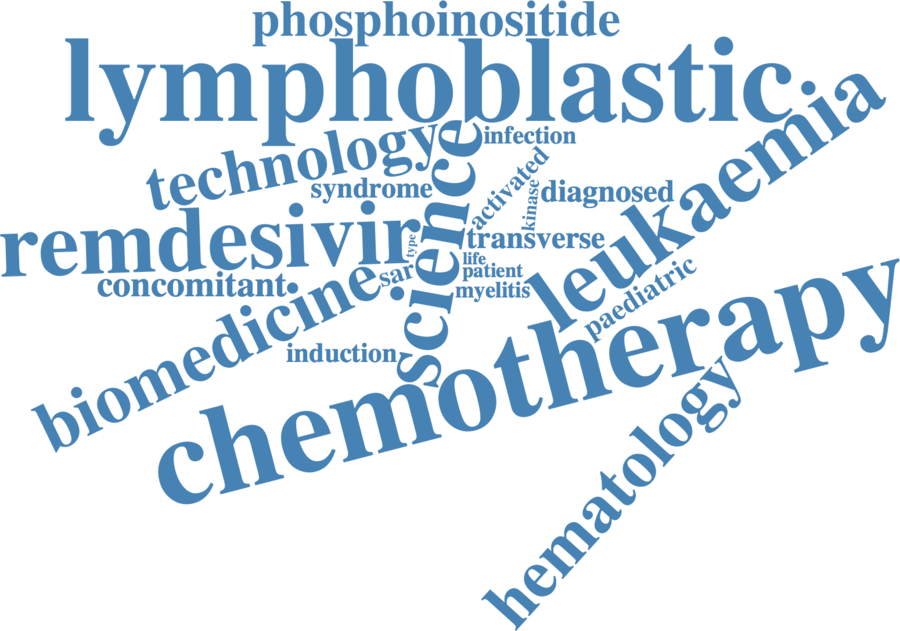 phosphoinositide
lymphoblastic
technology
science
infection
leukaemia
syndrome
activated
kinase
diagnosed
remdesivir
type
transverse
life
sar
patient
concomitant
myelitis
paediatric
biomedicine
induction
chemotherapy
hematology